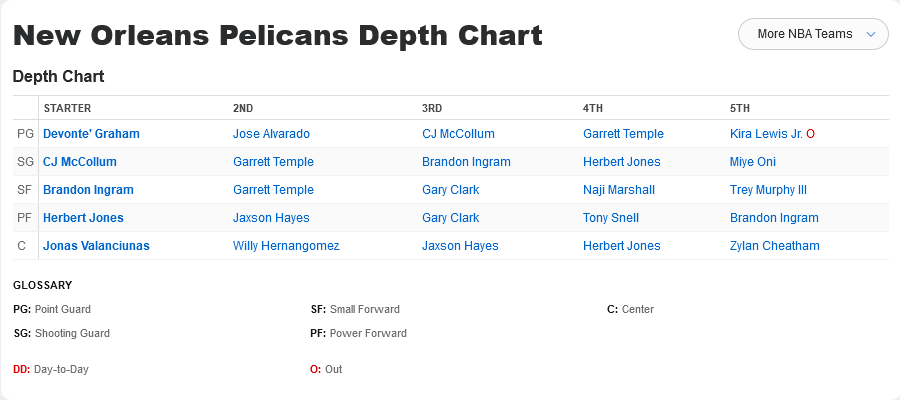 New Orleans Pelicans Depth Chart
More NBA Teams
Depth Chart
STARTER 2ND 3RD 4TH 5TH
PG Devonte' Graham Jose Alvarado CJ McCollum Garrett Temple Kira Lewis Jr. O
SG CJ McCollum Garrett Temple Brandon Ingram Herbert Jones Miye Oni
SF Brandon Ingram Garrett Temple Gary Clark Naji Marshall Trey Murphy III
PF Herbert Jones Jaxson Hayes Gary Clark Tony Snell Brandon Ingram
C Jonas Valanciunas Willy Hernangomez Jaxson Hayes Herbert Jones Zylan Cheatham
GLOSSARY
PG: Point Guard SF: Small Forward C: Center
SG: Shooting Guard PF: Power Forward
DD: Day-to-Day O: Out